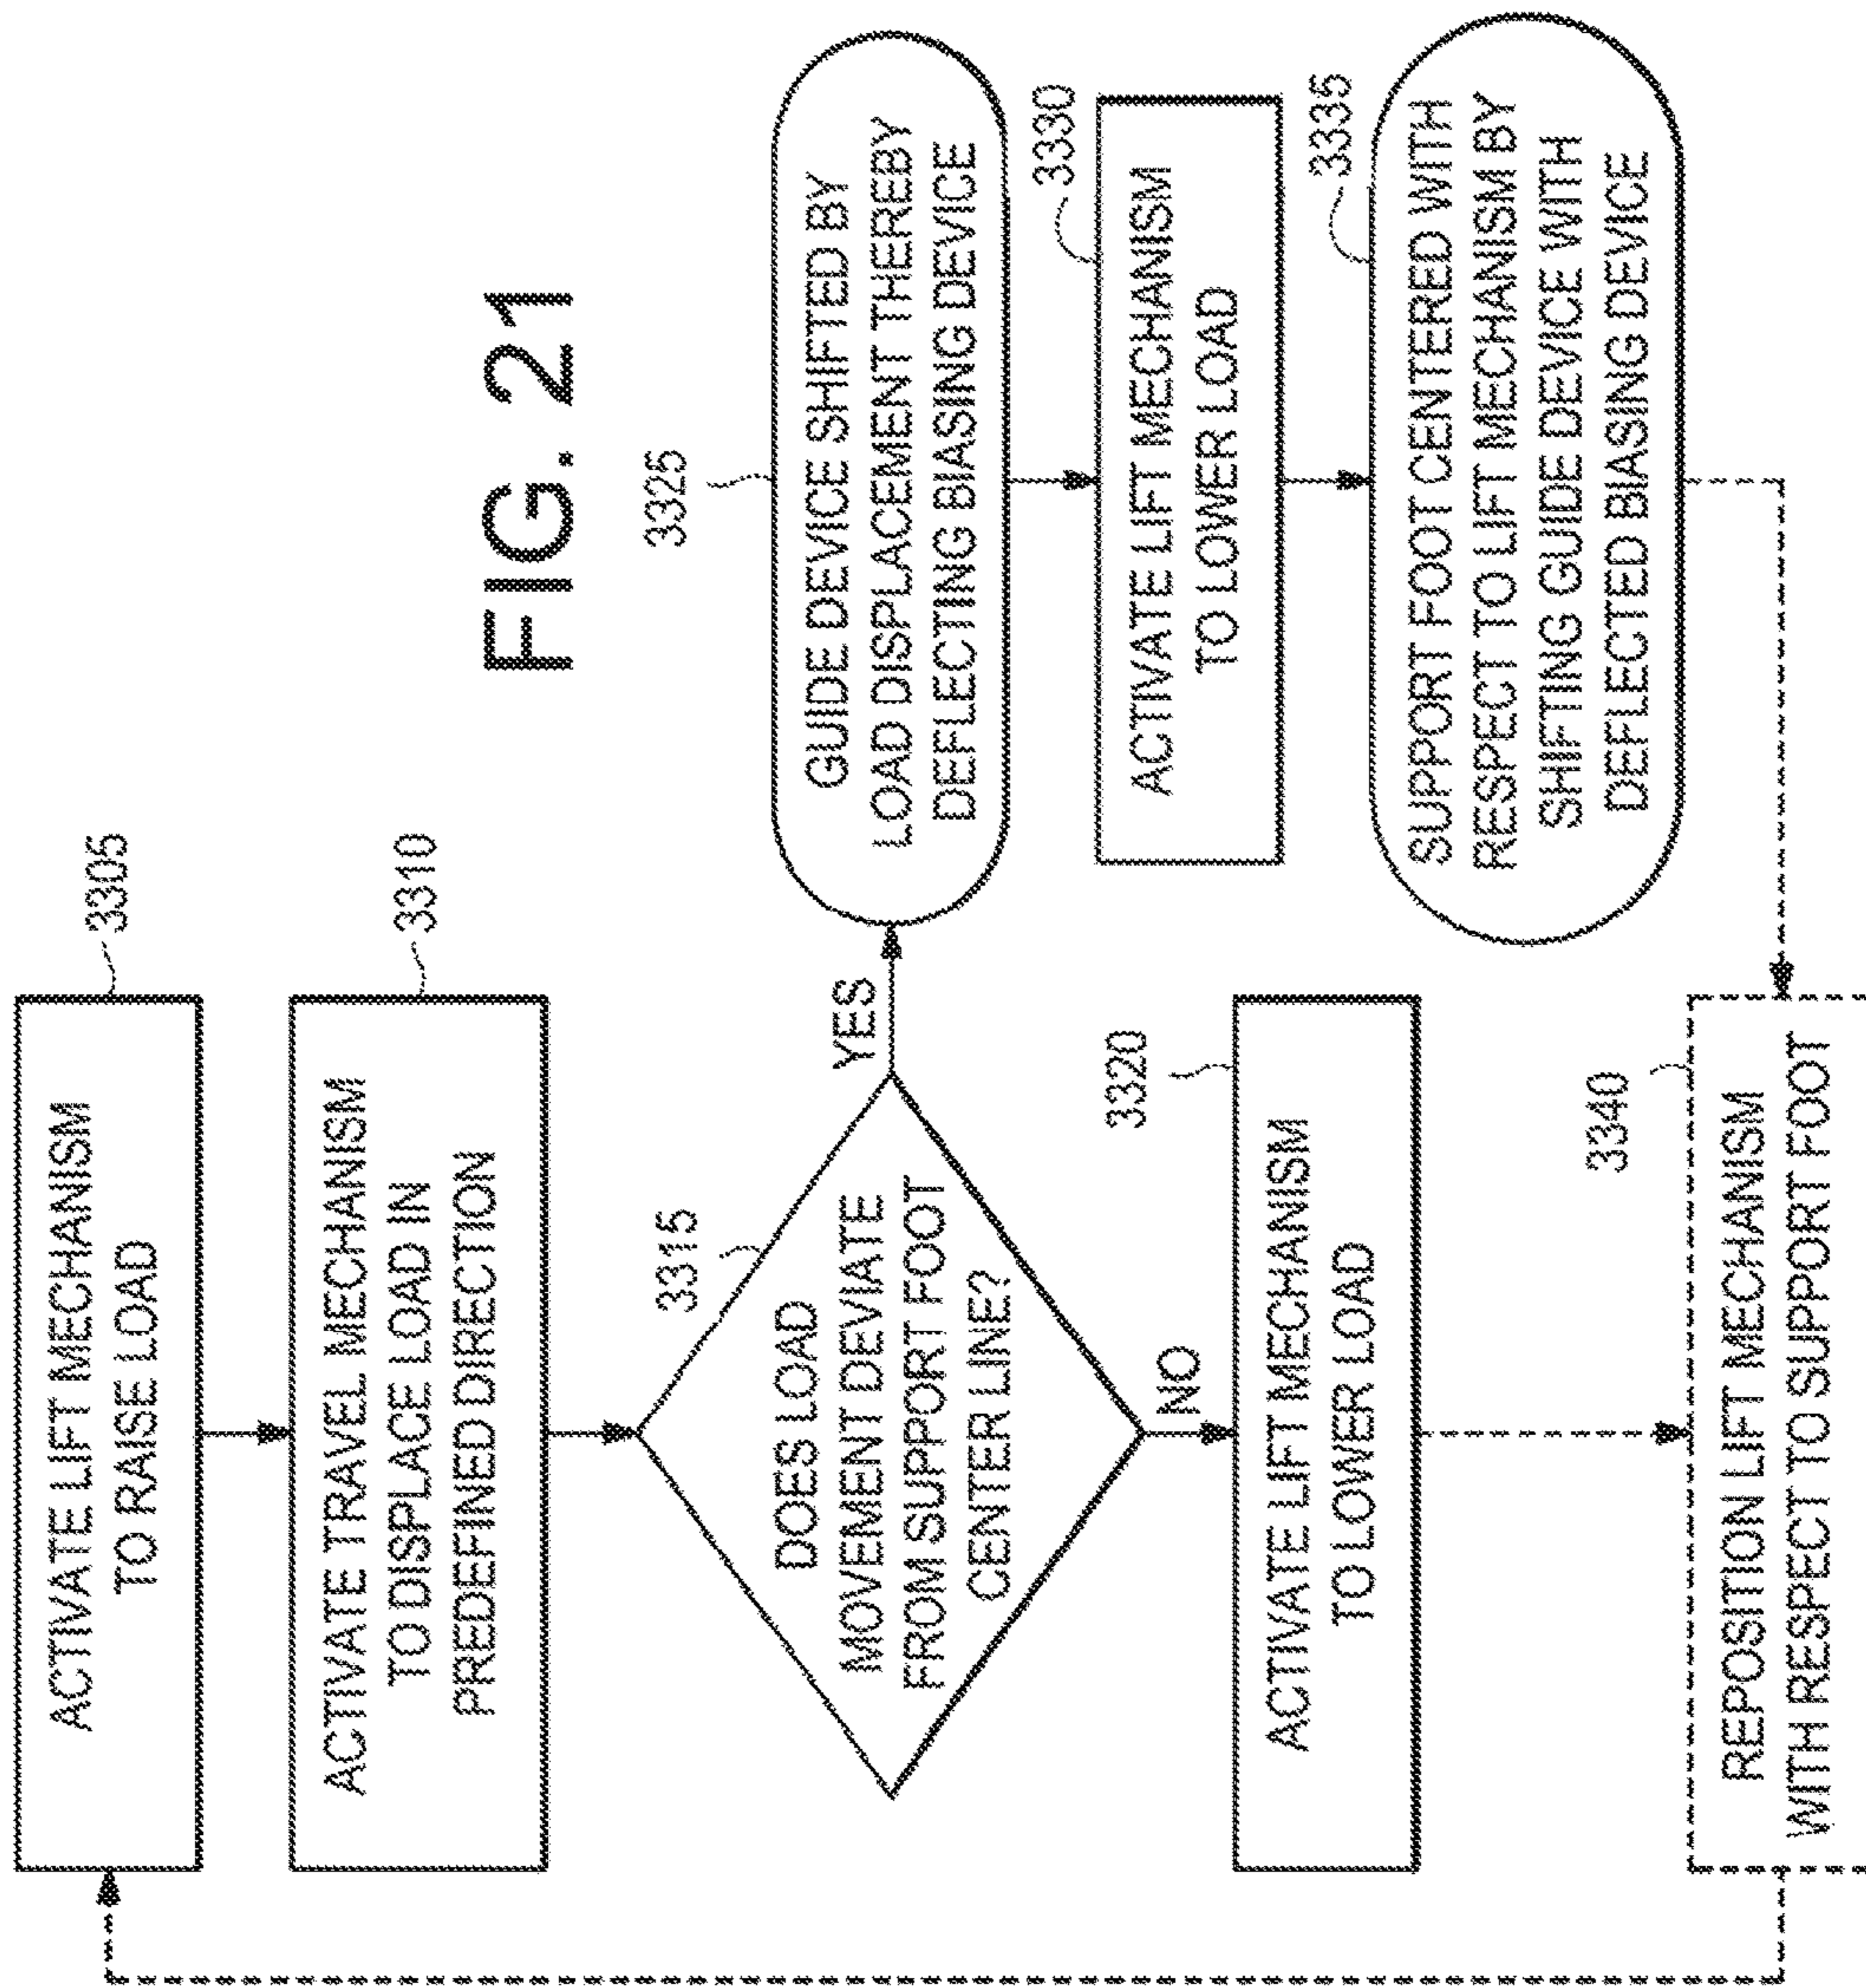 3305
ACTIVATE LIFT MECHANISM
TO RAISE LOAD
3310
ACTIVATE TRAVEL MECHANISM
TO DISPLACE LOAD IN
PREDEFINED DIRECTION
FIG. 21
3315
DOES LOAD
MOVEMENT DEVIATE
FROM SUPPORT FOOT
CENTER LINE?
YES
NO
3325
GUIDE DEVICE SHIFTED BY
LOAD DISPLACEMENT THEREBY
DEFLECTING BIASING DEVICE
3320
ACTIVATE LIFT MECHANISM
TO LOWER LOAD
3330
ACTIVATE LIFT MECHANISM
TO LOWER LOAD
3335
SUPPORT FOOT CENTERED WITH
RESPECT TO LIFT MECHANISM BY
SHIFTING GUIDE DEVICE WITH
DEFLECTED BIASING DEVICE
3340
REPOSITION LIFT MECHANISM
WITH RESPECT TO SUPPORT FOOT